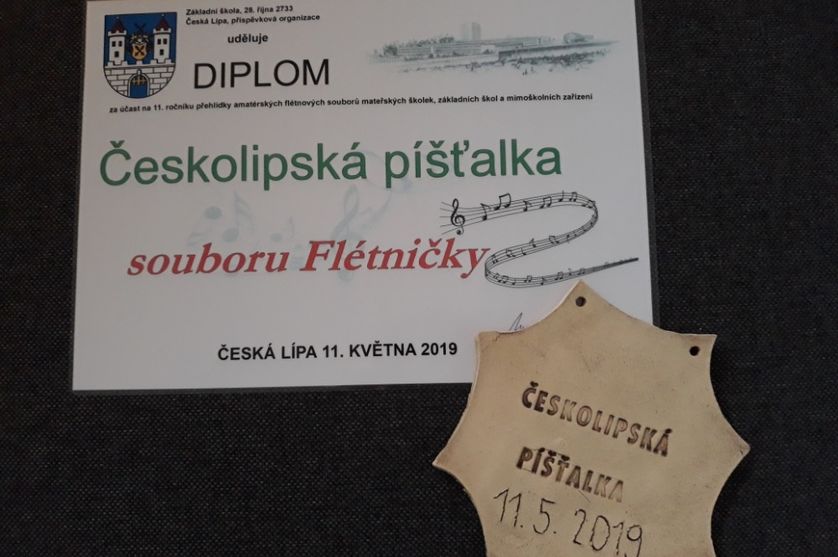 Základní škola, 28. října 2733
Česká Lípa, příspěvková organizace
uděluje
DIPLOM
za účast na 11. ročníku přehlídky amatérských flétnových souborů mateřských školek, základních škol a mimoškolních zařízení
Českolipská píšťalka
souboru Flétničky
ČESKÁ LÍPA 11. KVĚTNA 2019
ČESKOLIPSKÁ
PÍŠŤALKA
11. 5. 2019